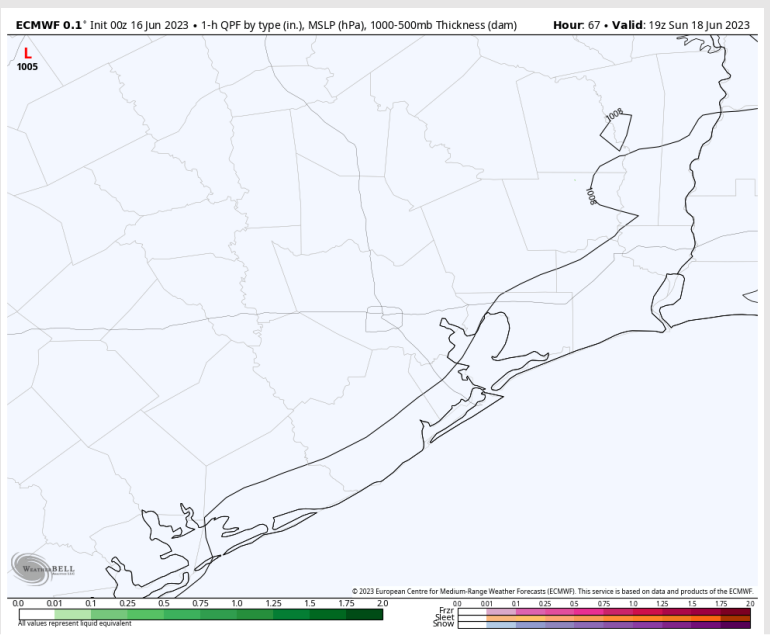 ECMWF 0.1° Init 00z 16 Jun 2023 • 1-h QPF by type (in.), MSLP (hPa), 1000-500mb Thickness (dam) Hour: 67 • Valid: 19z Sun 18 Jun 2023
L
1005
1008
1008
WEATHERBELL
© 2023 European Centre for Medium-Range Weather Forecasts (ECMWF). This service is based on data and products of the ECMWF.
0.0 0.01 0.1 0.25 0.5 0.75 1.0 1.25 1.5 1.75 2.0
All values represent liquid equivalent
0.0 0.01 0.1 0.25 0.50 0.75 1.0 1.25 1.5 1.75 2.0
Frzr
Sleet
Snow